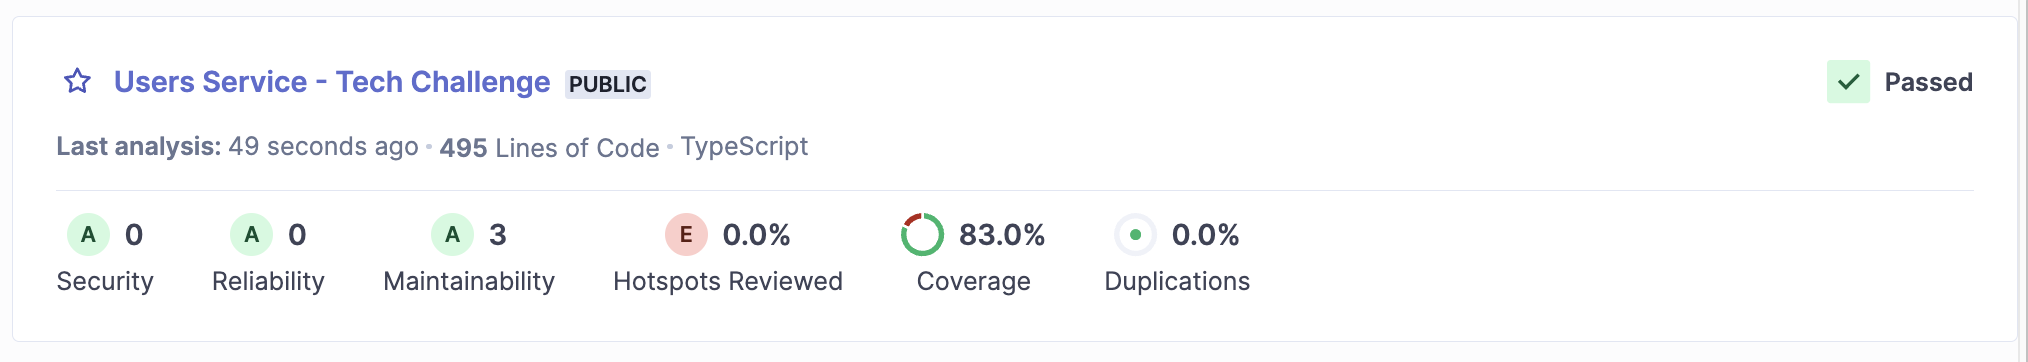 Users Service - Tech Challenge PUBLIC
Passed
Last analysis: 49 seconds ago • 495 Lines of Code • TypeScript
A 0
Security
A 0
Reliability
A 3
Maintainability
E 0.0%
Hotspots Reviewed
83.0%
Coverage
0.0%
Duplications